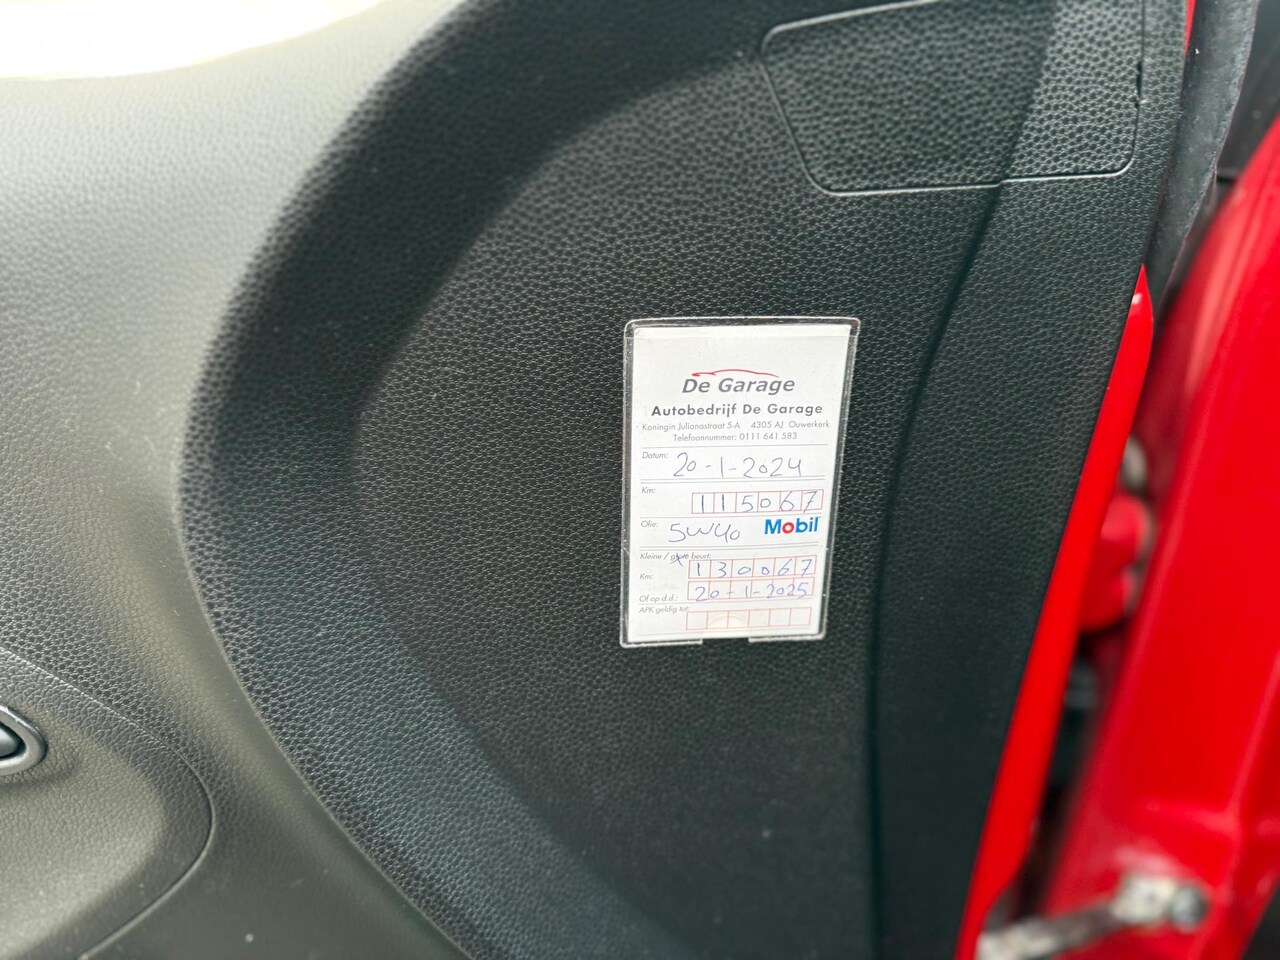 De Garage
Autobedrijf De Garage
Koningin Julianastraat 5-A 4305 AJ Ouwerkerk
Telefoonnummer: 0111 641 583
Datum: 20-1-2024
Km: 115067
Olie: 5W40 Mobil
Kleine / grote beurt:
Km: 130067
Of op d.d.: 20-1-2025
APK geldig tot: